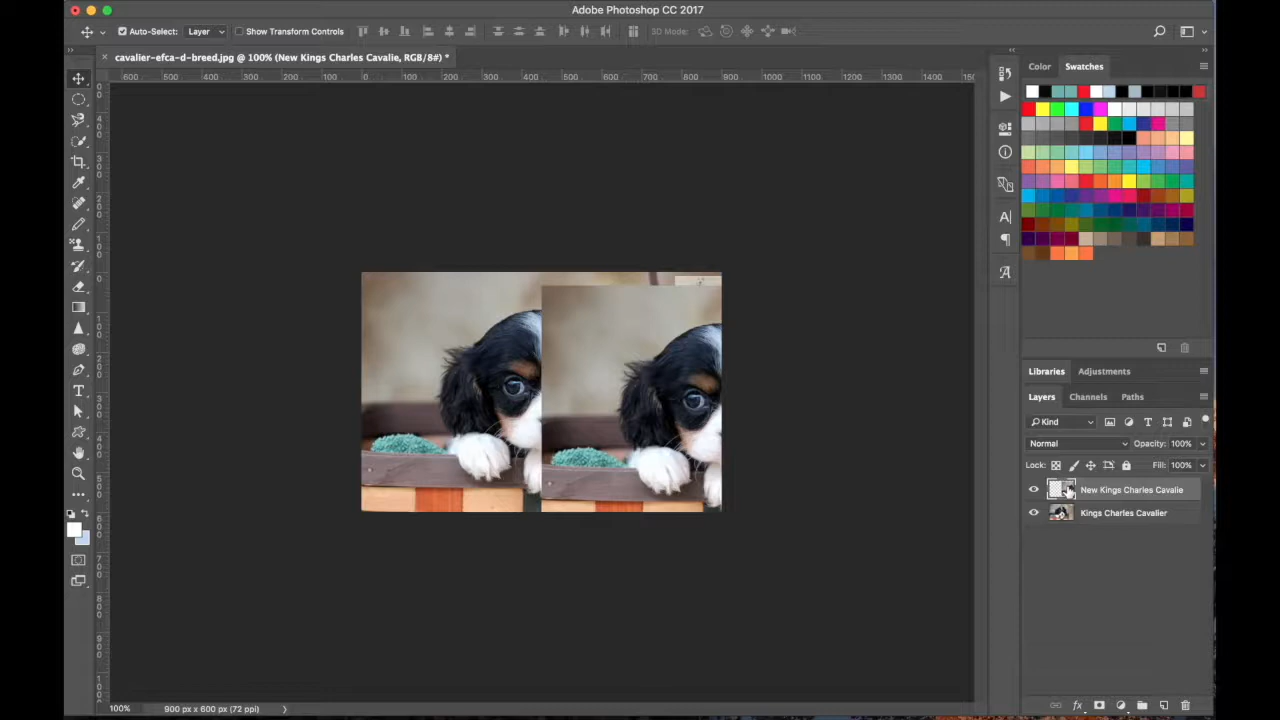 Adobe Photoshop CC 2017
Auto-Select: Layer Show Transform Controls 3D Mode:
× cavalier-efca-d-breed.jpg @ 100% (New Kings Charles Cavalie, RGB/8#) *
Color Swatches
600 500 400 300 200 100 0 100 200 300 400 500 600 700 800 900 1000 1100 1200 1300 1400
Libraries Adjustments
Layers Channels Paths
Kind
Normal Opacity: 100%
Lock: Fill: 100%
New Kings Charles Cavalie
Kings Charles Cavalier
100% 900 px x 600 px (72 ppi)